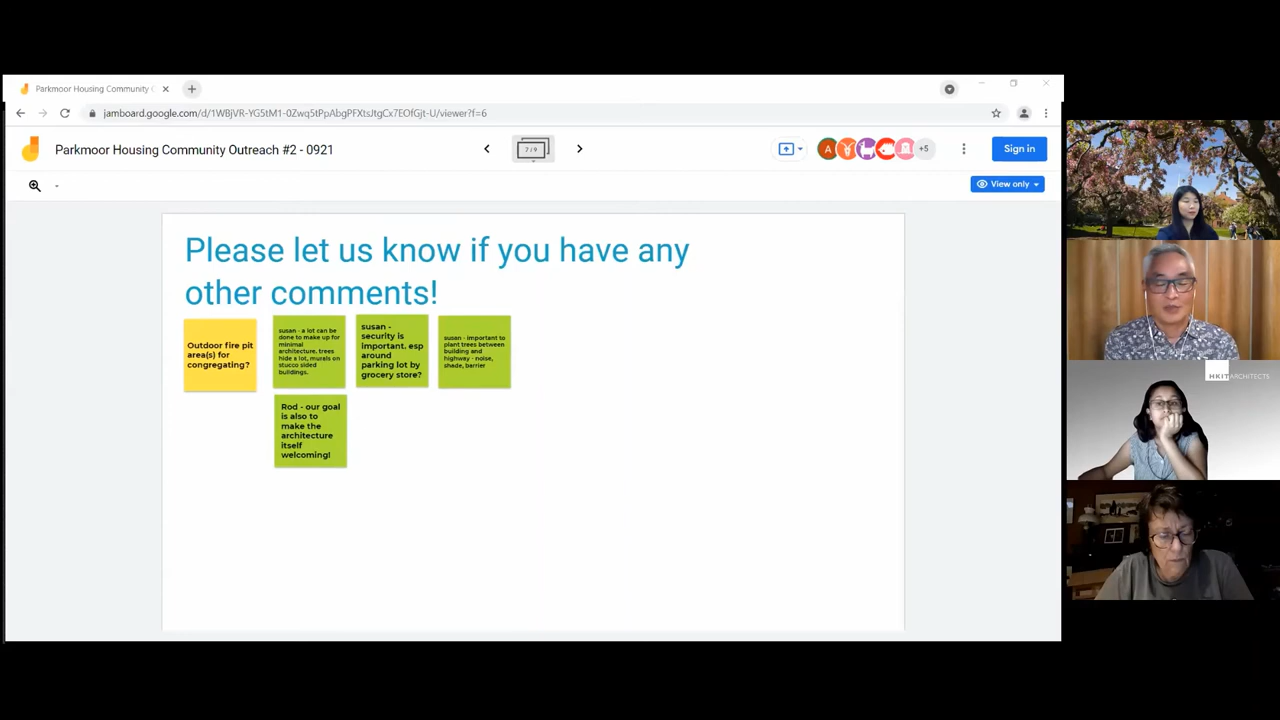 Parkmoor Housing Community O
jamboard.google.com/d/1WBjVR-YG5tM1-0Zwq5tPpAbgPFXtsJtgCx7EOfGjt-U/viewer?f=6
Parkmoor Housing Community Outreach #2 - 0921
7/9
A
+5
Sign in
View only
Please let us know if you have any
other comments!
Outdoor fire pit
area(s) for
congregating?
susan - a lot can be
done to make up for
minimal
architecture. trees
hide a lot, murals on
stucco sided
buildings.
susan -
security is
important. esp
around
parking lot by
grocery store?
susan - important to
plant trees between
building and
highway - noise,
shade, barrier
Rod - our goal
is also to
make the
architecture
itself
welcoming!
HKITARCHITECTS